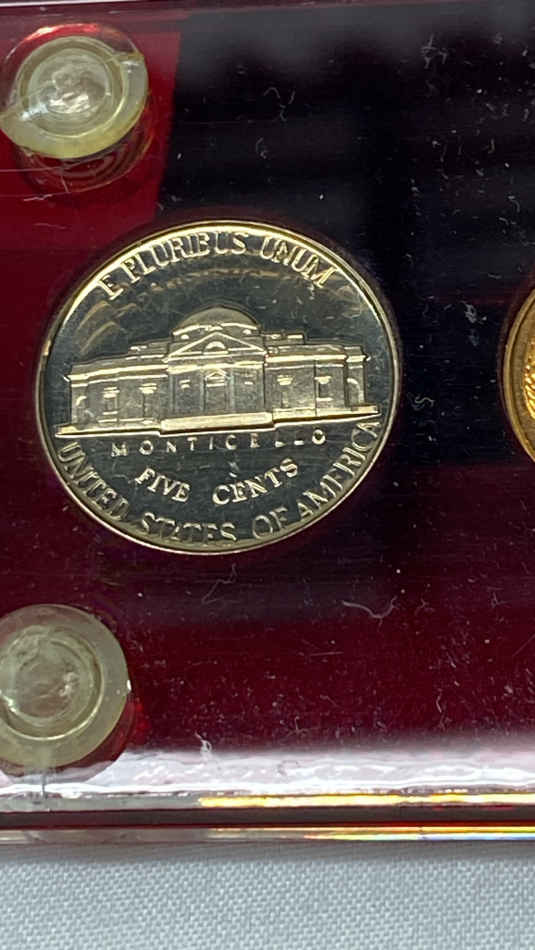 E PLURIBUS UNUM
MONTICELLO
FIVE CENTS
UNITED STATES OF AMERICA